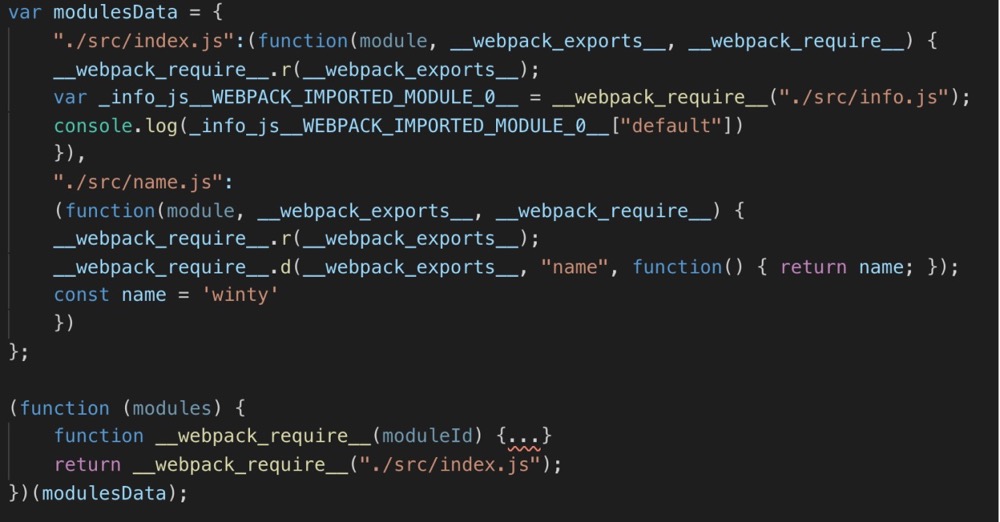 var modulesData = {
"./src/index.js":(function(module, __webpack_exports__, __webpack_require__) {
__webpack_require__.r(__webpack_exports__);
var _info_js__WEBPACK_IMPORTED_MODULE_0__ = __webpack_require__("./src/info.js");
console.log(_info_js__WEBPACK_IMPORTED_MODULE_0__["default"])
}),
"./src/name.js":
(function(module, __webpack_exports__, __webpack_require__) {
__webpack_require__.r(__webpack_exports__);
__webpack_require__.d(__webpack_exports__, "name", function() { return name; });
const name = 'winty'
})
};
(function (modules) {
function __webpack_require__(moduleId) {...}
return __webpack_require__("./src/index.js");
})(modulesData);